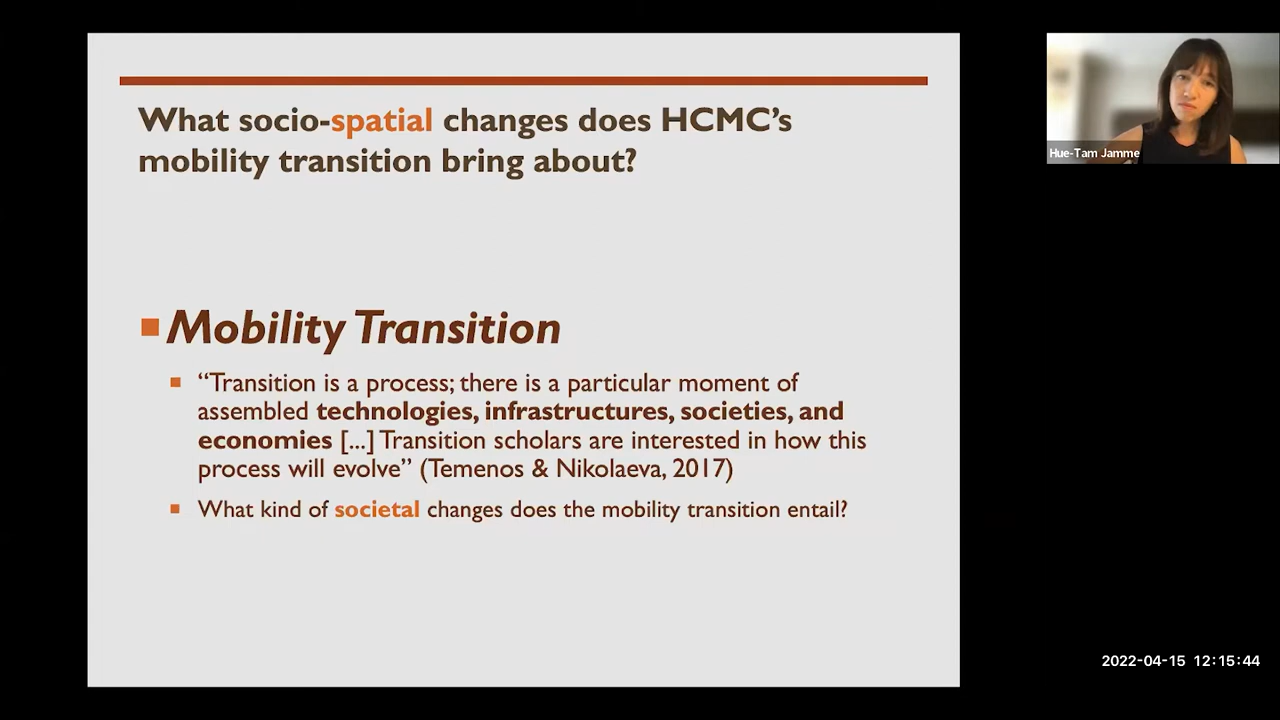 What socio-spatial changes does HCMC's
mobility transition bring about?
Mobility Transition
“Transition is a process; there is a particular moment of
assembled technologies, infrastructures, societies, and
economies [...] Transition scholars are interested in how this
process will evolve” (Temenos & Nikolaeva, 2017)
What kind of societal changes does the mobility transition entail?
Hue-Tam Jamme
2022-04-15 12:15:44